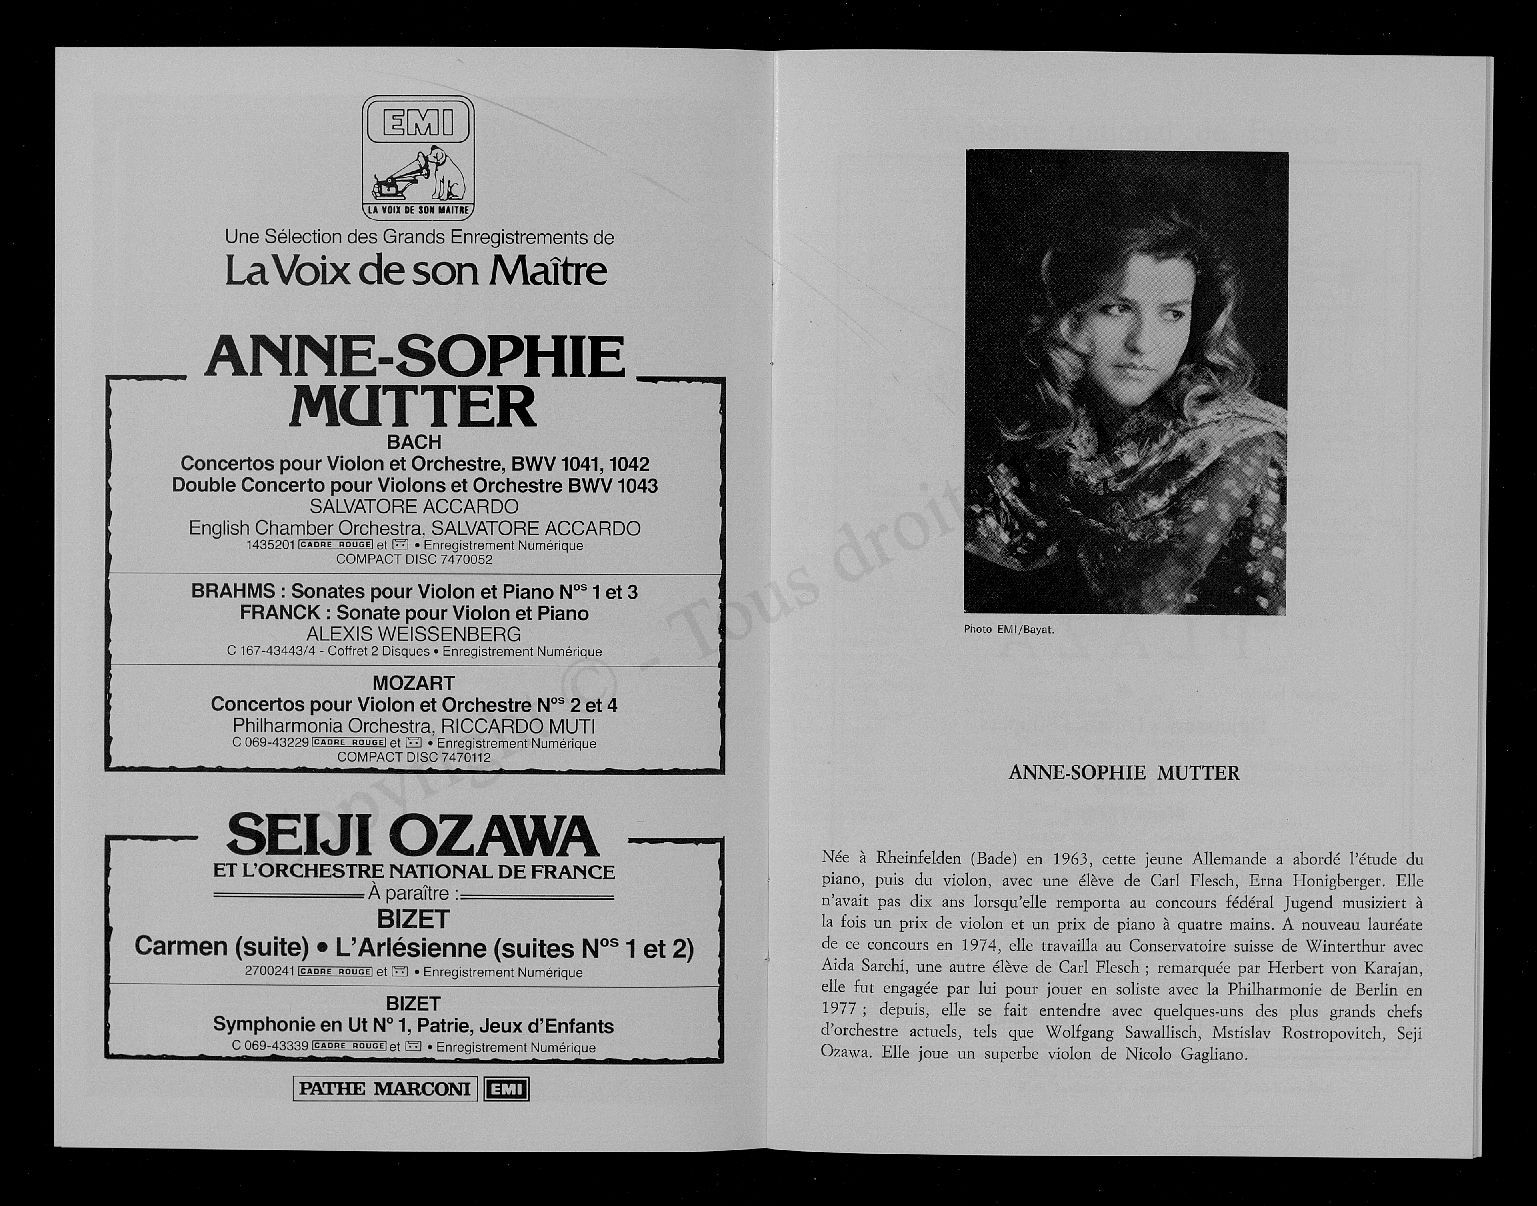 EMI
LA VOIX DE SON MAITRE
Une Sélection des Grands Enregistrements de
La Voix de son Maître
ANNE-SOPHIE
MUTTER
BACH
Concertos pour Violon et Orchestre, BWV 1041, 1042
Double Concerto pour Violons et Orchestre BWV 1043
SALVATORE ACCARDO
English Chamber Orchestra. SALVATORE ACCARDO
1435201 CADRE ROUGE et • Enregistrement Numérique
COMPACT DISC 7470052
BRAHMS : Sonates pour Violon et Piano Nos 1 et 3
FRANCK : Sonate pour Violon et Piano
ALEXIS WEISSENBERG
C 167-43443/4 - Coffret 2 Disques • Enregistrement Numérique
MOZART
Concertos pour Violon et Orchestre Nos 2 et 4
Philharmonia Orchestra, RICCARDO MUTI
C 069-43229 CADRE ROUGE et • Enregistrement Numérique
COMPACT DISC 7470112
SEIJI OZAWA
ET L'ORCHESTRE NATIONAL DE FRANCE
À paraître :
BIZET
Carmen (suite) • L'Arlésienne (suites Nos 1 et 2)
2700241 CADRE ROUGE et • Enregistrement Numérique
BIZET
Symphonie en Ut N° 1, Patrie, Jeux d'Enfants
C 069-43339 CADRE ROUGE et • Enregistrement Numérique
PATHE MARCONI EMI
Photo EMI/Bayat.
ANNE-SOPHIE MUTTER
Née à Rheinfelden (Bade) en 1963, cette jeune Allemande a abordé l'étude du
piano, puis du violon, avec une élève de Carl Flesch, Erna Honigberger. Elle
n'avait pas dix ans lorsqu'elle remporta au concours fédéral Jugend musiziert à
la fois un prix de violon et un prix de piano à quatre mains. A nouveau lauréate
de ce concours en 1974, elle travailla au Conservatoire suisse de Winterthur avec
Aida Sarchi, une autre élève de Carl Flesch ; remarquée par Herbert von Karajan,
elle fut engagée par lui pour jouer en soliste avec la Philharmonie de Berlin en
1977 ; depuis, elle se fait entendre avec quelques-uns des plus grands chefs
d'orchestre actuels, tels que Wolfgang Sawallisch, Mstislav Rostropovitch, Seji
Ozawa. Elle joue un superbe violon de Nicolo Gagliano.
Copyright © - Tous droits